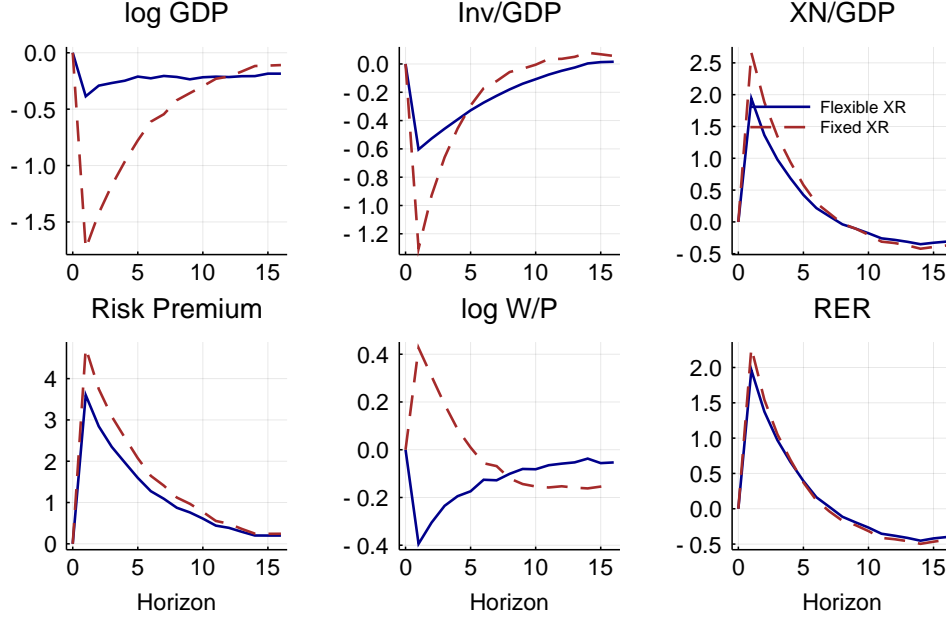 log GDP
0.0
- 0.5
- 1.0
- 1.5
0 5 10 15
Inv/GDP
0.0
- 0.2
- 0.4
- 0.6
- 0.8
- 1.0
- 1.2
0 5 10 15
XN/GDP
2.5
2.0
1.5
1.0
0.5
0.0
- 0.5
Flexible XR
Fixed XR
0 5 10 15
Risk Premium
4
3
2
1
0
0 5 10 15
Horizon
log W/P
0.4
0.2
0.0
- 0.2
- 0.4
0 5 10 15
Horizon
RER
2.0
1.5
1.0
0.5
0.0
- 0.5
0 5 10 15
Horizon